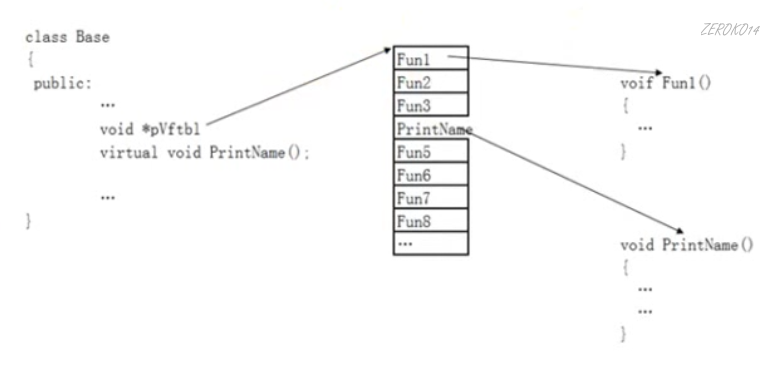 ZEROKO14
class Base
{
public:
...
void *pVftbl
virtual void PrintName();
...
}
Fun1
Fun2
Fun3
PrintName
Fun5
Fun6
Fun7
Fun8
...
voif Fun1()
{
...
}
void PrintName()
{
...
...
}